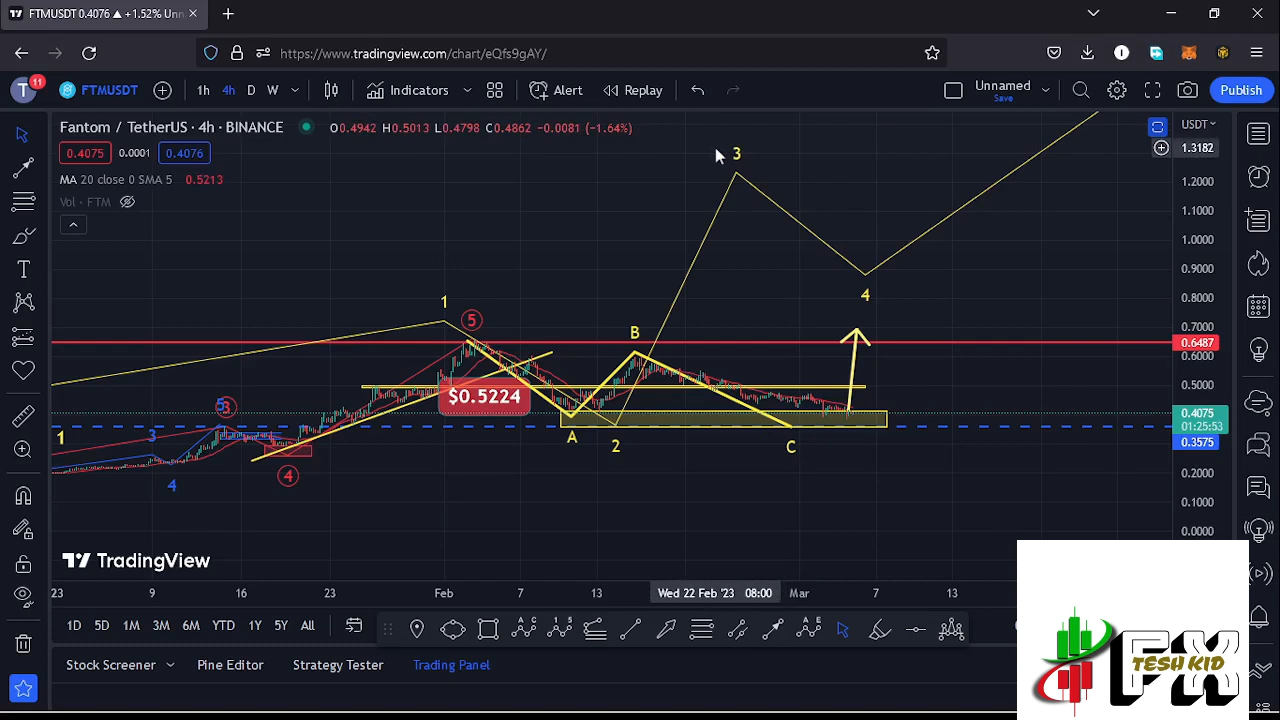 FTMUSDT 0.4076 ▲ +1.52% Unn
https://www.tradingview.com/chart/eQfs9gAY/
T 11 FTMUSDT 1h 4h D W Indicators Alert Replay Unnamed Save Publish
Fantom / TetherUS · 4h · BINANCE O0.4942 H0.5013 L0.4798 C0.4862 -0.0081 (-1.64%) USDT
0.4075 0.0001 0.4076 1.3182
MA 20 close 0 SMA 5 0.5213
Vol · FTM
3
1.2000
1.1000
1.0000
0.9000
4
0.8000
1
0.7000
5
B
0.6487
0.6000
0.5000
$0.5224
5 3
0.4075
01:25:53
1 3 A 2 C
0.3575
4 4
0.2000
0.1000
0.0000
TradingView
23 9 16 23 Feb 7 13 Wed 22 Feb '23 08:00 Mar 7 13
1D 5D 1M 3M 6M YTD 1Y 5Y All
Stock Screener Pine Editor Strategy Tester Trading Panel
FX
TESH KID